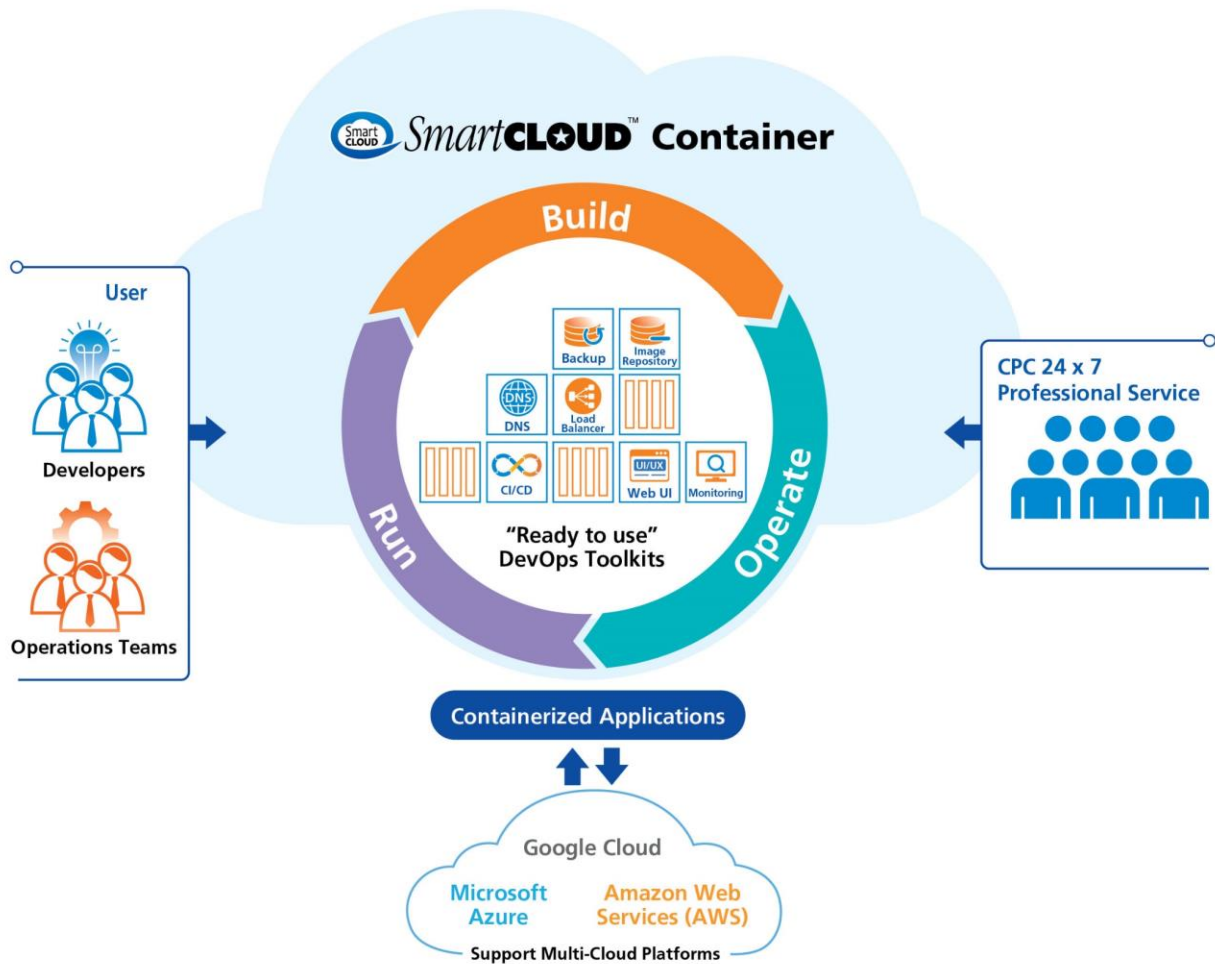 Smart
CLOUD
SmartCLOUD™ Container
Build
Operate
Run
User
Developers
Operations Teams
Backup
Image
Repository
DNS
DNS
Load
Balancer
CI/CD
UI/UX
Web UI
Monitoring
“Ready to use”
DevOps Toolkits
CPC 24 x 7
Professional Service
Containerized Applications
Google Cloud
Microsoft
Azure
Amazon Web
Services (AWS)
Support Multi-Cloud Platforms